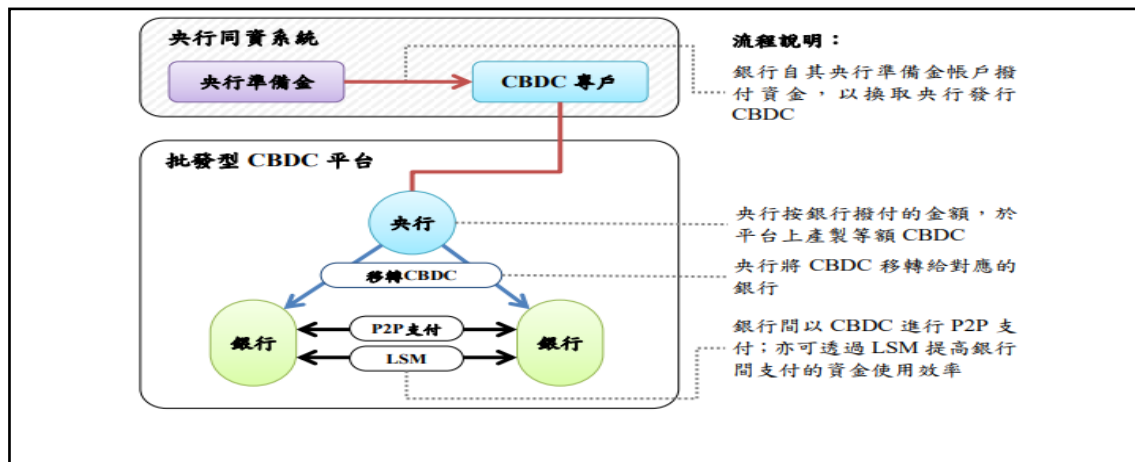 央行同資系統
央行準備金
CBDC 專戶
批發型 CBDC 平台
央行
移轉CBDC
銀行
P2P支付
LSM
銀行
流程說明：
銀行自其央行準備金帳戶撥
付資金，以換取央行發行
CBDC
央行按銀行撥付的金額，於
平台上產製等額 CBDC
央行將 CBDC 移轉給對應的
銀行
銀行間以 CBDC 進行 P2P 支
付；亦可透過 LSM 提高銀行
間支付的資金使用效率